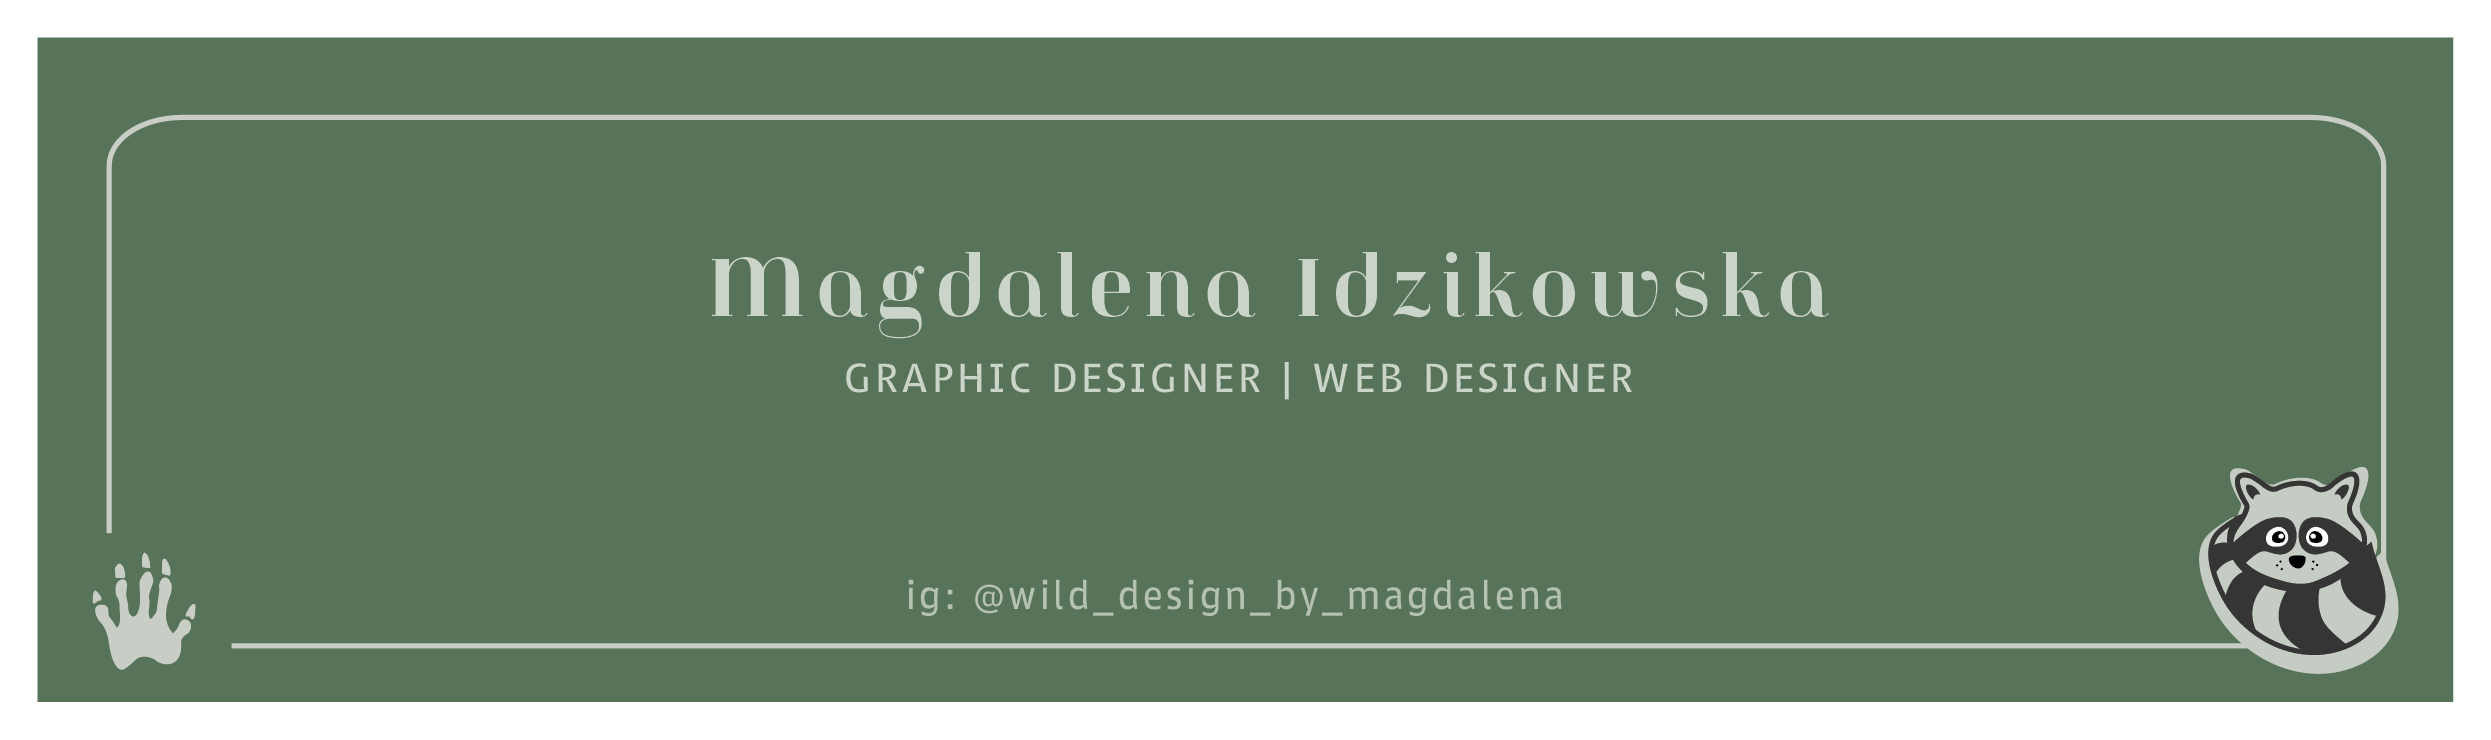 Magdalena Idzikowska
GRAPHIC DESIGNER | WEB DESIGNER
ig: @wild_design_by_magdalena